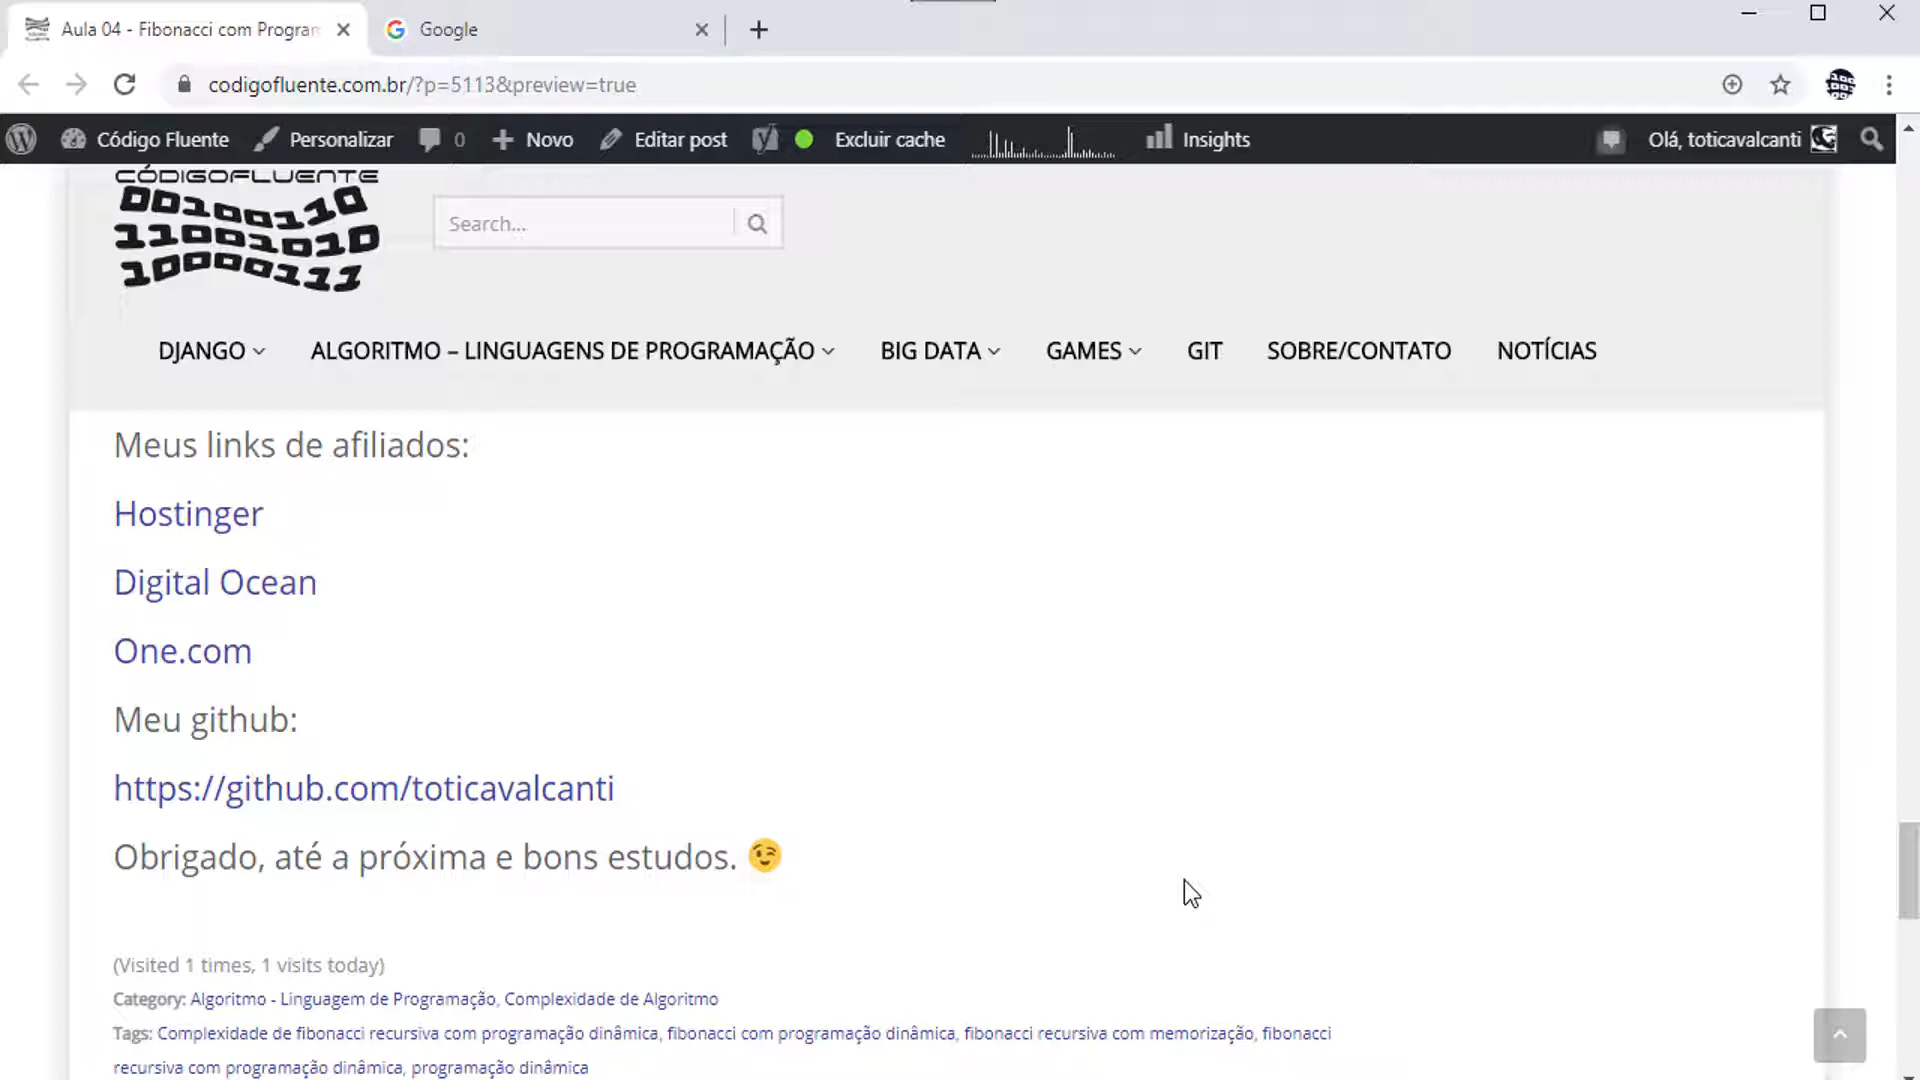 Aula 04 - Fibonacci com Program
Google
codigofluente.com.br/?p=5113&preview=true
Código Fluente
Personalizar
0
Novo
Editar post
Excluir cache
Insights
Olá, toticavalcanti
CÓDIGOFLUENTE
00100110
11001010
10000111
Search...
DJANGO
ALGORITMO – LINGUAGENS DE PROGRAMAÇÃO
BIG DATA
GAMES
GIT
SOBRE/CONTATO
NOTÍCIAS
Meus links de afiliados:
Hostinger
Digital Ocean
One.com
Meu github:
https://github.com/toticavalcanti
Obrigado, até a próxima e bons estudos. 😉
(Visited 1 times, 1 visits today)
Category: Algoritmo - Linguagem de Programação, Complexidade de Algoritmo
Tags: Complexidade de fibonacci recursiva com programação dinâmica, fibonacci com programação dinâmica, fibonacci recursiva com memorização, fibonacci
recursiva com programação dinâmica, programação dinâmica